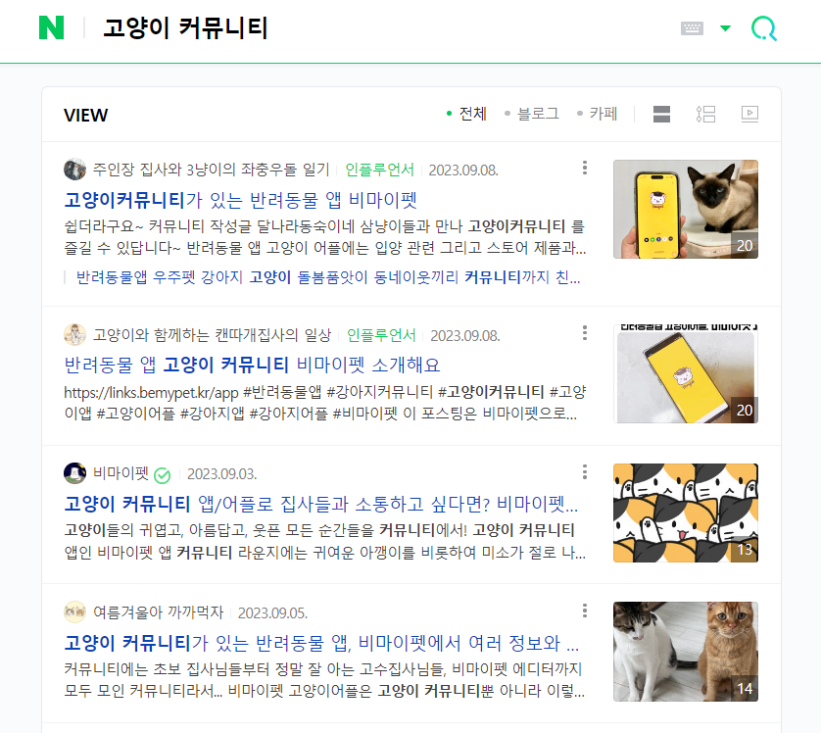 N 고양이 커뮤니티
VIEW
전체 블로그 카페
주인장 집사와 3냥이의 좌충우돌 일기 인플루언서 2023.09.08.
고양이커뮤니티가 있는 반려동물 앱 비마이펫
쉽더라구요~ 커뮤니티 작성글 달나라동숙이네 삼냥이들과 만나 고양이커뮤니티 를
즐길 수 있답니다~ 반려동물 앱 고양이 어플에는 입양 관련 그리고 스토어 제품과...
20
반려동물앱 우주펫 강아지 고양이 돌봄품앗이 동네이웃끼리 커뮤니티까지 친...
고양이와 함께하는 캔따개집사의 일상 인플루언서 2023.09.08.
반려동물 앱 고양이 커뮤니티 비마이펫 소개해요
https://links.bemypet.kr/app #반려동물앱 #강아지커뮤니티 #고양이커뮤니티 #고양
이앱 #고양이어플 #강아지앱 #강아지어플 #비마이펫 이 포스팅은 비마이펫으로...
20
비마이펫 2023.09.03.
고양이 커뮤니티 앱/어플로 집사들과 소통하고 싶다면? 비마이펫...
고양이들의 귀엽고, 아름답고, 웃픈 모든 순간들을 커뮤니티에서! 고양이 커뮤니티
앱인 비마이펫 앱 커뮤니티 라운지에는 귀여운 아깽이를 비롯하여 미소가 절로 나...
13
여름겨울아 까까먹자 2023.09.05.
고양이 커뮤니티가 있는 반려동물 앱, 비마이펫에서 여러 정보와 ...
커뮤니티에는 초보 집사님들부터 정말 잘 아는 고수집사님들, 비마이펫 에디터까지
모두 모인 커뮤니티라서... 비마이펫 고양이어플은 고양이 커뮤니티뿐 아니라 이렇...
14